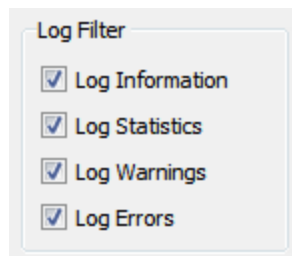 Log Filter
Log Information
Log Statistics
Log Warnings
Log Errors